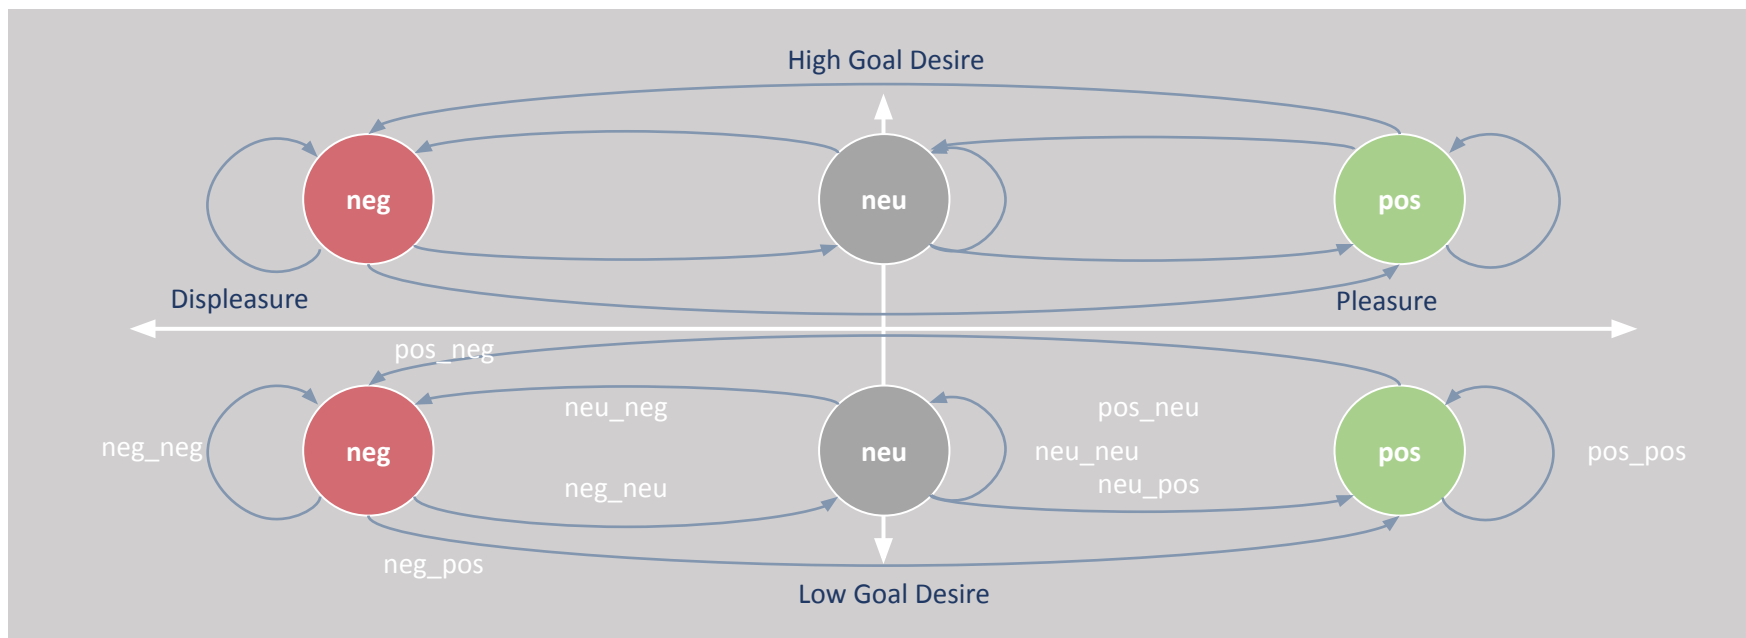 High Goal Desire
neg
neu
pos
Displeasure
Pleasure
pos_neg
neu_neg
pos_neu
neg_neg
neg
neu
neu_neu
pos
pos_pos
neg_neu
neu_pos
neg_pos
Low Goal Desire